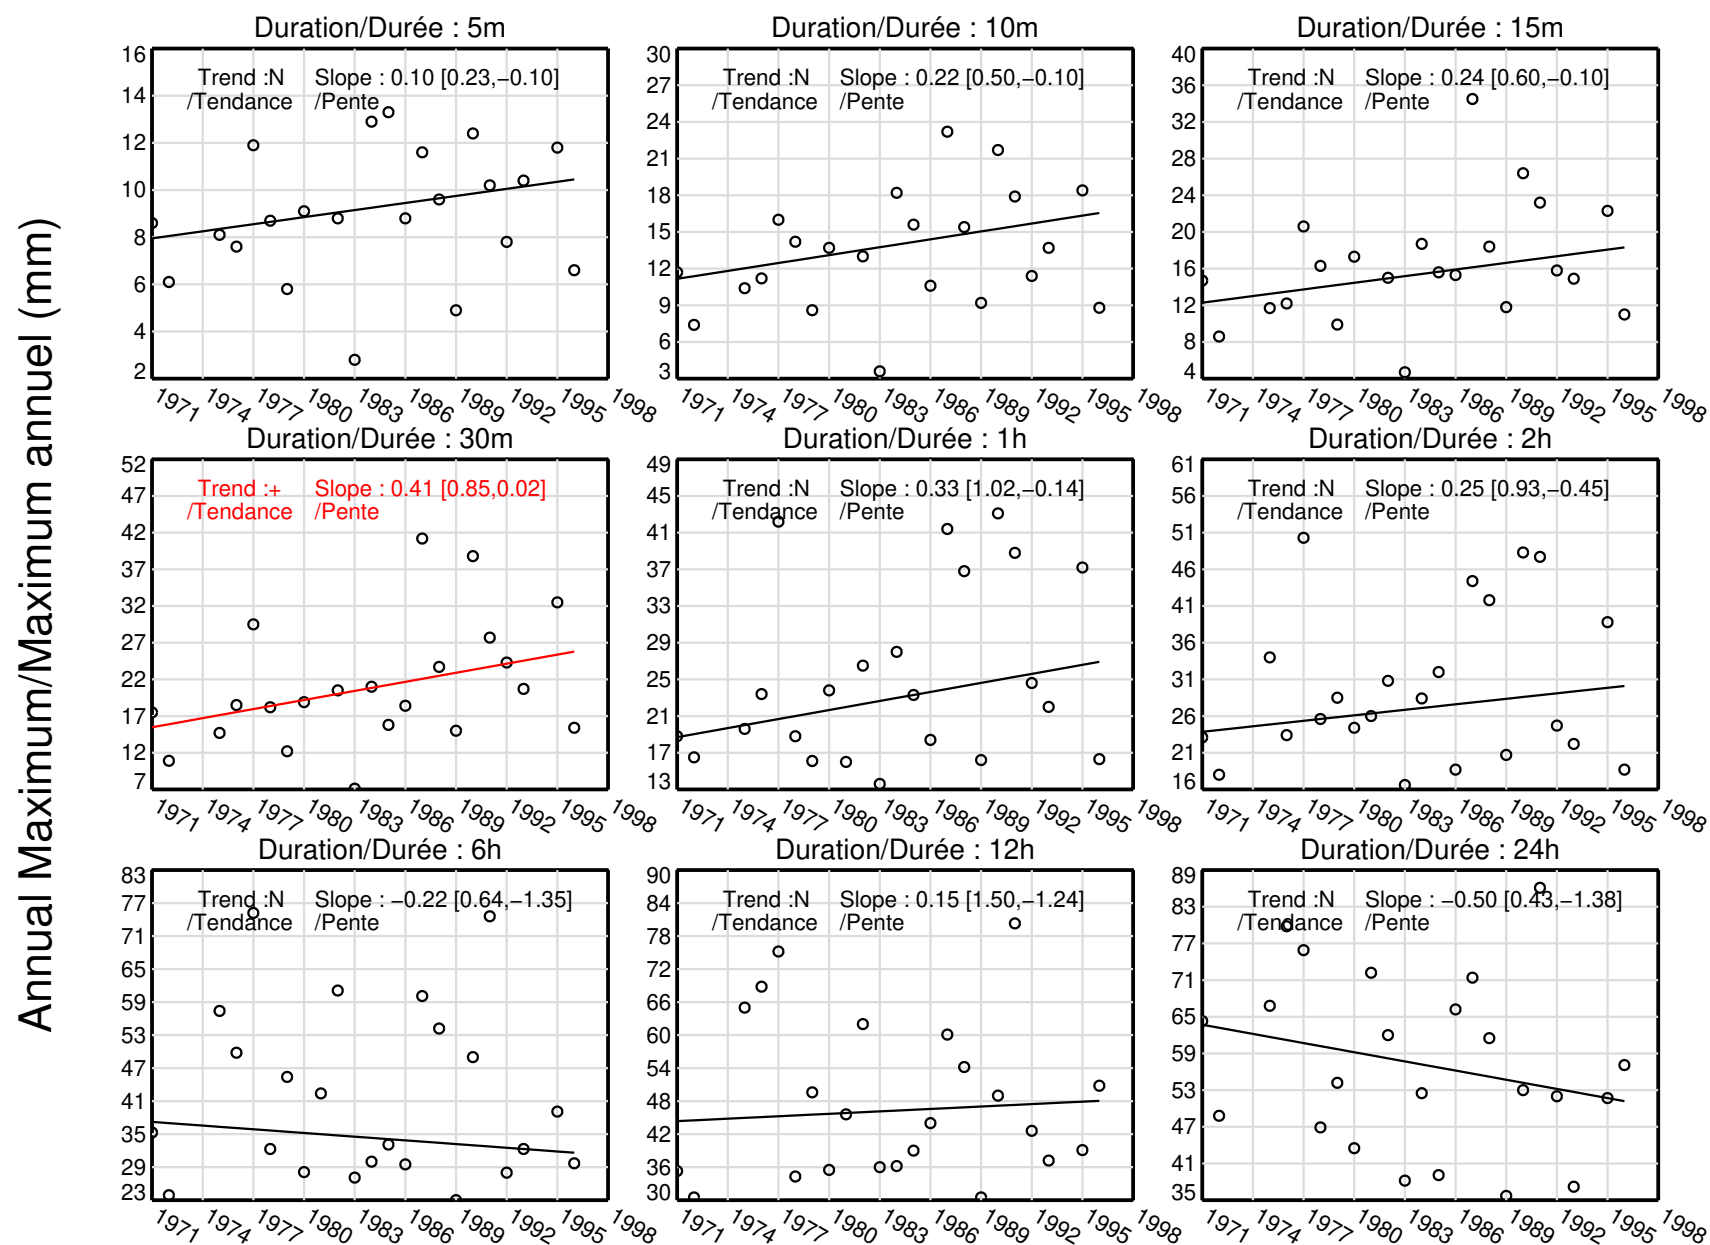 Annual Maximum/Maximum annuel (mm)
Duration/Durée : 5m
Trend :N Slope : 0.10 [0.23,−0.10]
/Tendance /Pente
16
14
12
10
8
6
4
2
1971 1974 1977 1980 1983 1986 1989 1992 1995 1998
Duration/Durée : 10m
Trend :N Slope : 0.22 [0.50,−0.10]
/Tendance /Pente
30
27
24
21
18
15
12
9
6
3
1971 1974 1977 1980 1983 1986 1989 1992 1995 1998
Duration/Durée : 15m
Trend :N Slope : 0.24 [0.60,−0.10]
/Tendance /Pente
40
36
32
28
24
20
16
12
8
4
1971 1974 1977 1980 1983 1986 1989 1992 1995 1998
Duration/Durée : 30m
Trend :+ Slope : 0.41 [0.85,0.02]
/Tendance /Pente
52
47
42
37
32
27
22
17
12
7
1971 1974 1977 1980 1983 1986 1989 1992 1995 1998
Duration/Durée : 1h
Trend :N Slope : 0.33 [1.02,−0.14]
/Tendance /Pente
49
45
41
37
33
29
25
21
17
13
1971 1974 1977 1980 1983 1986 1989 1992 1995 1998
Duration/Durée : 2h
Trend :N Slope : 0.25 [0.93,−0.45]
/Tendance /Pente
61
56
51
46
41
36
31
26
21
16
1971 1974 1977 1980 1983 1986 1989 1992 1995 1998
Duration/Durée : 6h
Trend :N Slope : −0.22 [0.64,−1.35]
/Tendance /Pente
83
77
71
65
59
53
47
41
35
29
23
1971 1974 1977 1980 1983 1986 1989 1992 1995 1998
Duration/Durée : 12h
Trend :N Slope : 0.15 [1.50,−1.24]
/Tendance /Pente
90
84
78
72
66
60
54
48
42
36
30
1971 1974 1977 1980 1983 1986 1989 1992 1995 1998
Duration/Durée : 24h
Trend :N Slope : −0.50 [0.43,−1.38]
/Tendance /Pente
89
83
77
71
65
59
53
47
41
35
1971 1974 1977 1980 1983 1986 1989 1992 1995 1998